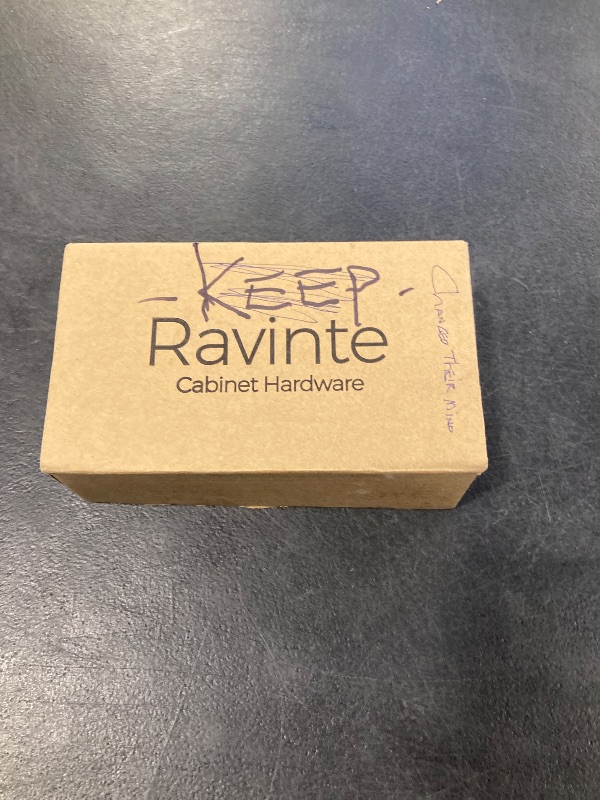 - KEEP -
Ravinte
Cabinet Hardware
CHANGED THEIR MIND